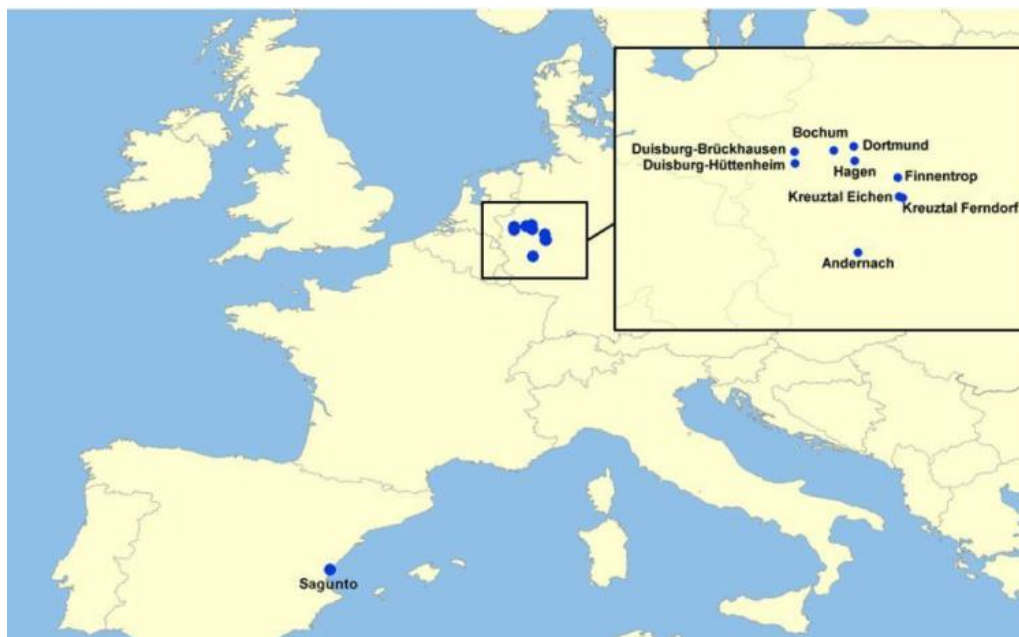 Bochum
Duisburg-Brückhausen
Dortmund
Duisburg-Hüttenheim
Hagen
Finnentrop
Kreuztal Eichen
Kreuztal Ferndorf
Andernach
Sagunto